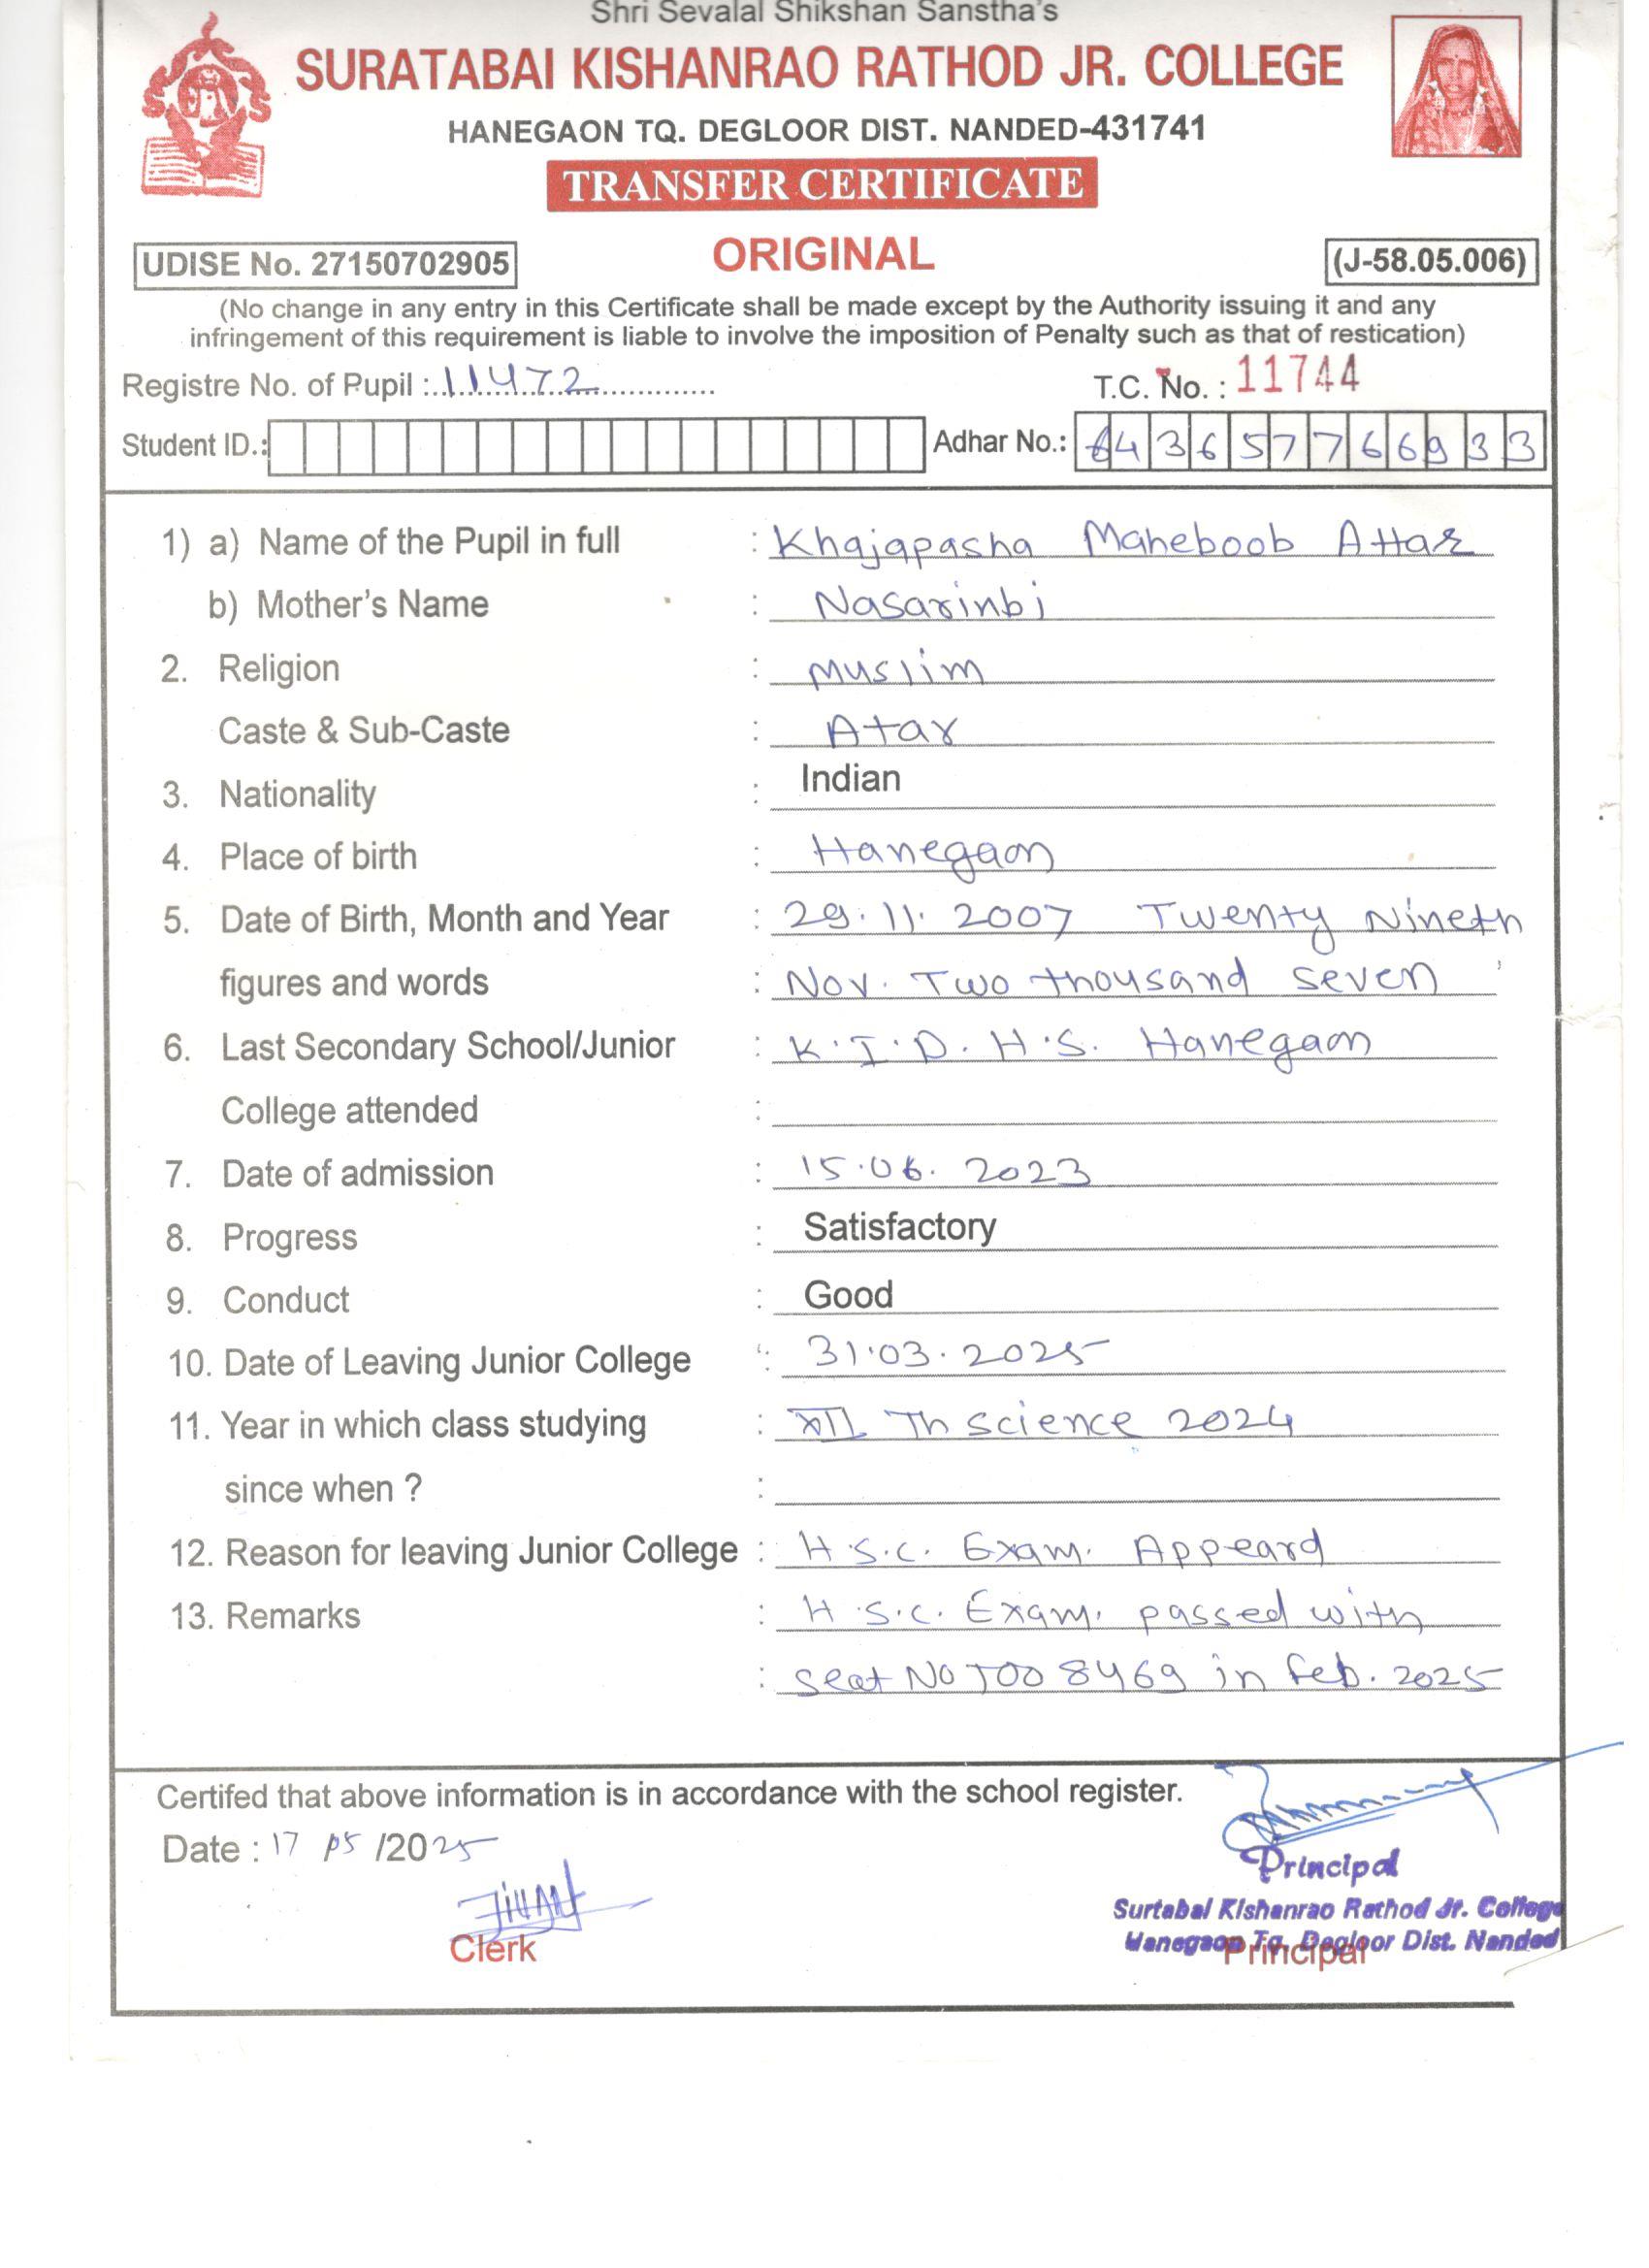 Shri Sevalal Shikshan Sanstha's
SURATABAI KISHANRAO RATHOD JR. COLLEGE
HANEGAON TQ. DEGLOOR DIST. NANDED-431741
TRANSFER CERTIFICATE
UDISE No. 27150702905 ORIGINAL (J-58.05.006)
(No change in any entry in this Certificate shall be made except by the Authority issuing it and any
infringement of this requirement is liable to involve the imposition of Penalty such as that of restication)
Registre No. of Pupil : 11472 T.C. No. : 11744
Student ID.: Adhar No.: 643657766933
1) a) Name of the Pupil in full : Khajapasha Maheboob Attar
b) Mother's Name : Nasarinbi
2. Religion : Muslim
Caste & Sub-Caste : Atar
3. Nationality : Indian
4. Place of birth : Hanegaon
5. Date of Birth, Month and Year : 29.11.2007 Twenty Nineth
figures and words : Nov. Two thousand seven
6. Last Secondary School/Junior : K.I.D.H.S. Hanegaon
College attended :
7. Date of admission : 15.06.2023
8. Progress : Satisfactory
9. Conduct : Good
10. Date of Leaving Junior College : 31.03.2025
11. Year in which class studying : XII Th Science 2024
since when ? :
12. Reason for leaving Junior College : H.S.C. Exam. Appeard
13. Remarks : H.S.C. Exam. passed with
: Seat No T008469 in Feb. 2025
Certifed that above information is in accordance with the school register.
Date : 17 05 /2025
Principal
Surtabai Kishanrao Rathod Jr. College
Hanegaon Tq. Degloor Dist. Nanded
Clerk Principal